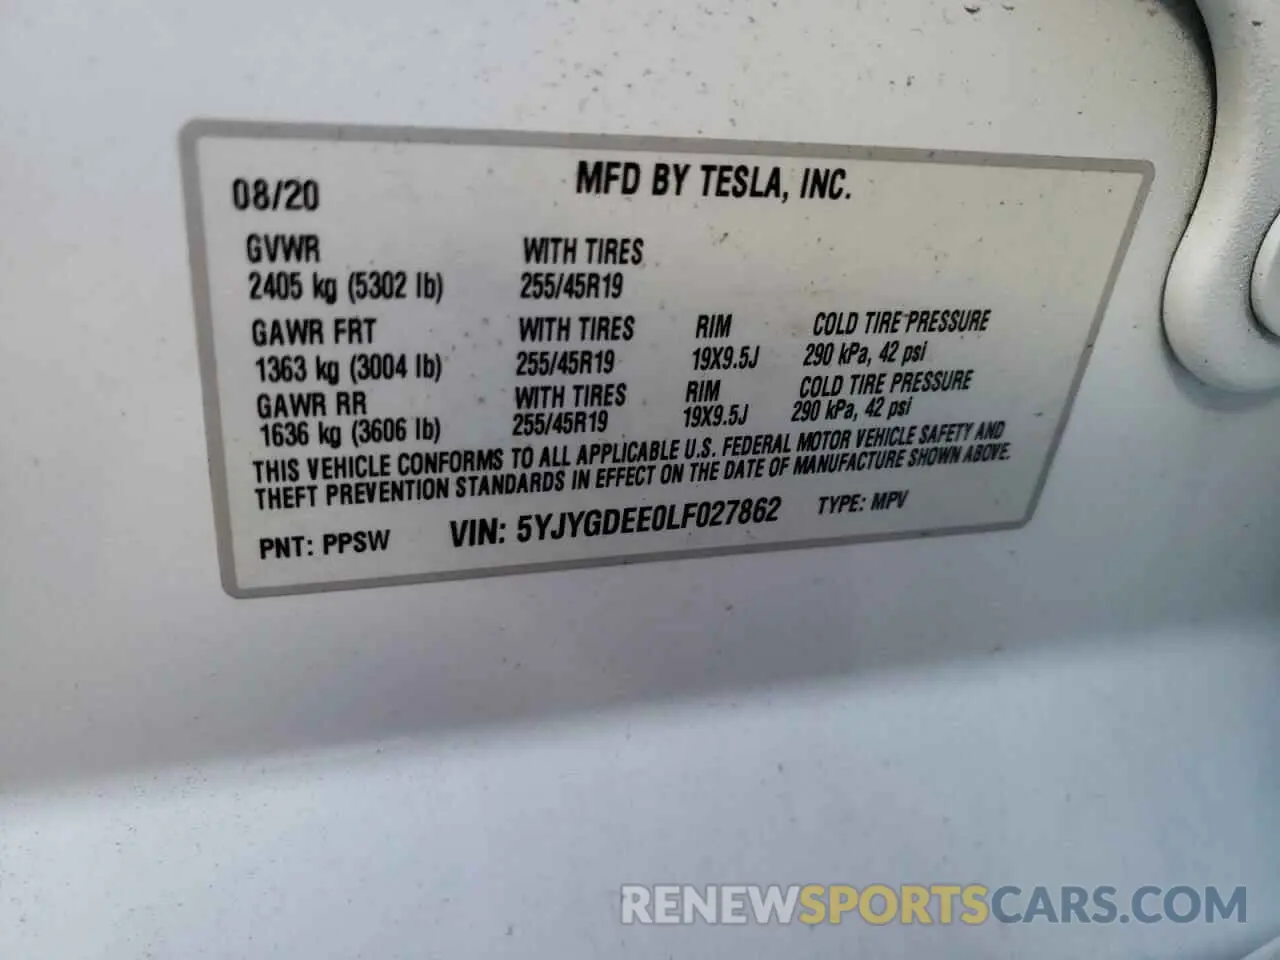 08/20 MFD BY TESLA, INC.
GVWR WITH TIRES
2405 kg (5302 lb) 255/45R19
GAWR FRT WITH TIRES RIM COLD TIRE PRESSURE
1363 kg (3004 lb) 255/45R19 19X9.5J 290 kPa, 42 psi
GAWR RR WITH TIRES RIM COLD TIRE PRESSURE
1636 kg (3606 lb) 255/45R19 19X9.5J 290 kPa, 42 psi
THIS VEHICLE CONFORMS TO ALL APPLICABLE U.S. FEDERAL MOTOR VEHICLE SAFETY AND
THEFT PREVENTION STANDARDS IN EFFECT ON THE DATE OF MANUFACTURE SHOWN ABOVE.
PNT: PPSW VIN: 5YJYGDEE0LF027862 TYPE: MPV
RENEWSPORTSCARS.COM